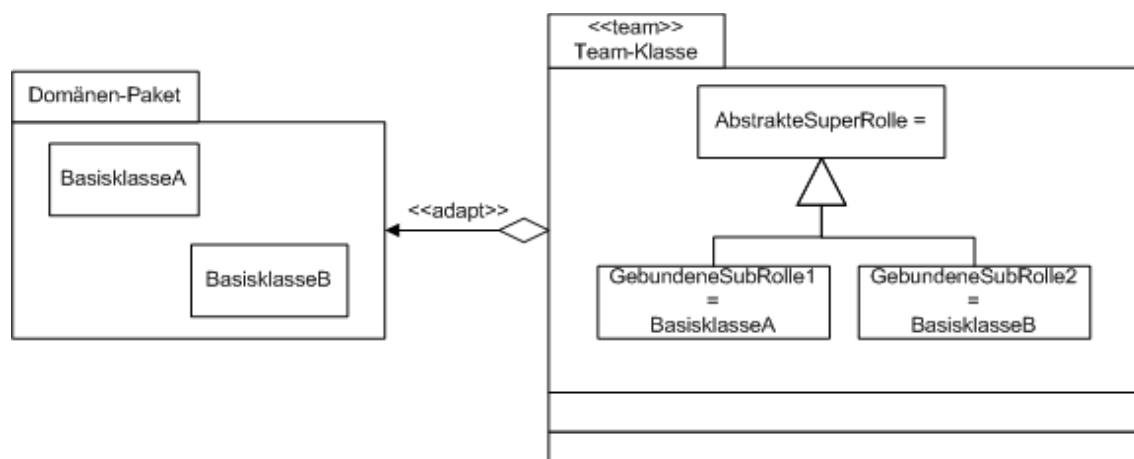 <<team>>
Team-Klasse
Domänen-Paket
AbstrakteSuperRolle =
BasisklasseA
<<adapt>>
BasisklasseB
GebundeneSubRolle1
=
BasisklasseA
GebundeneSubRolle2
=
BasisklasseB